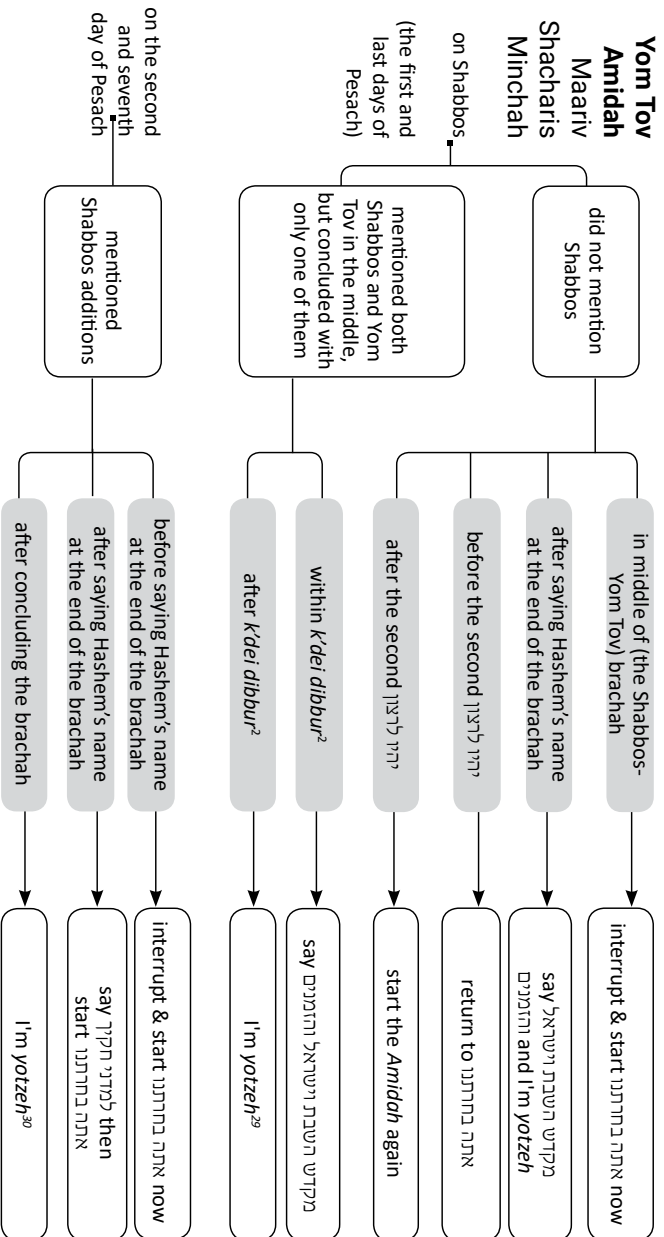 Yom Tov
Amidah
Maariv
Shacharis
Minchah
on Shabbos
(the first and
last days of
Pesach)
did not mention
Shabbos
in middle of (the Shabbos-
Yom Tov) brachah
interrupt & start אתה בחרתנו now
after saying Hashem's name
at the end of the brachah
say מקדש השבת וישראל
והזמנים and I'm yotzeh
before the second יהיו לרצון
return to אתה בחרתנו
after the second יהיו לרצון
start the Amidah again
mentioned both
Shabbos and Yom
Tov in the middle,
but concluded with
only one of them
within k'dei dibbur2
say מקדש השבת וישראל והזמנים
after k'dei dibbur2
I'm yotzeh29
on the second
and seventh
day of Pesach
mentioned
Shabbos additions
before saying Hashem's name
at the end of the brachah
interrupt & start אתה בחרתנו now
after saying Hashem's name
at the end of the brachah
say למדני חקיך then
start אתה בחרתנו
after concluding the brachah
I'm yotzeh30